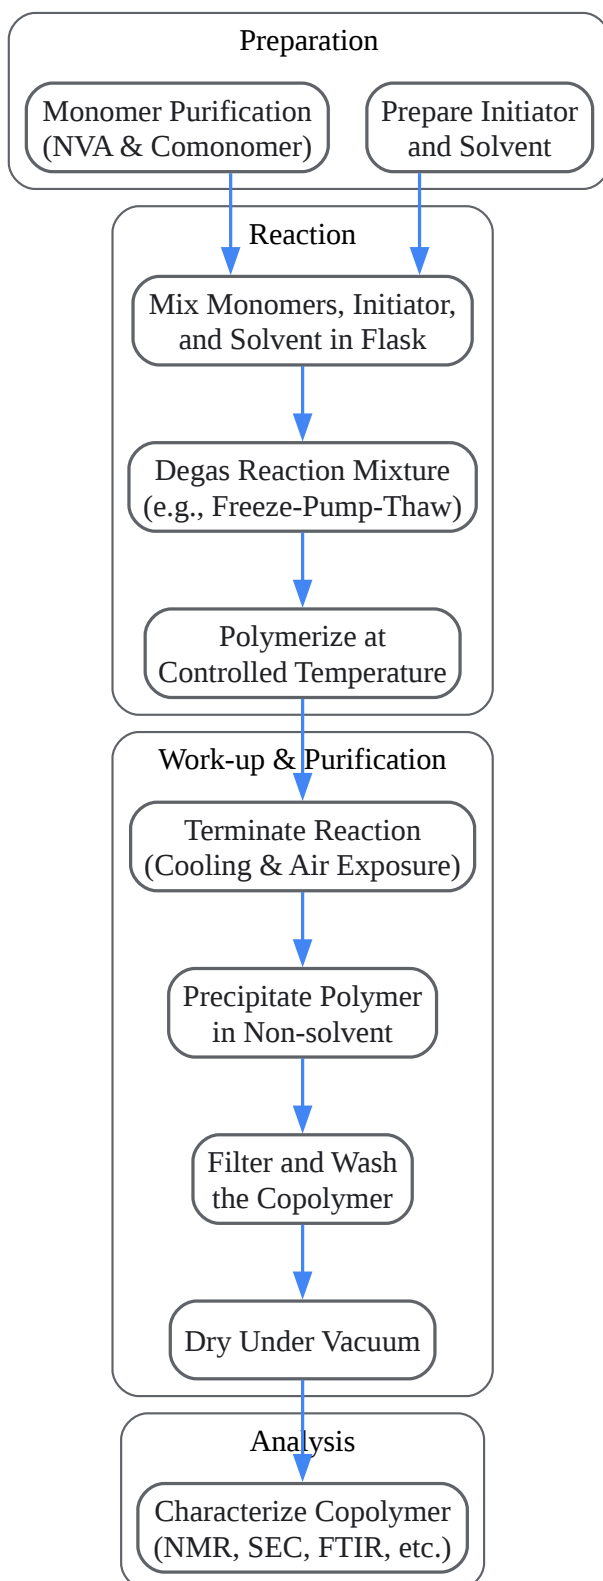 Preparation
Monomer Purification
(NVA & Comonomer)
Prepare Initiator
and Solvent
Reaction
Mix Monomers, Initiator,
and Solvent in Flask
Degas Reaction Mixture
(e.g., Freeze-Pump-Thaw)
Polymerize at
Controlled Temperature
Work-up & Purification
Terminate Reaction
(Cooling & Air Exposure)
Precipitate Polymer
in Non-solvent
Filter and Wash
the Copolymer
Dry Under Vacuum
Analysis
Characterize Copolymer
(NMR, SEC, FTIR, etc.)